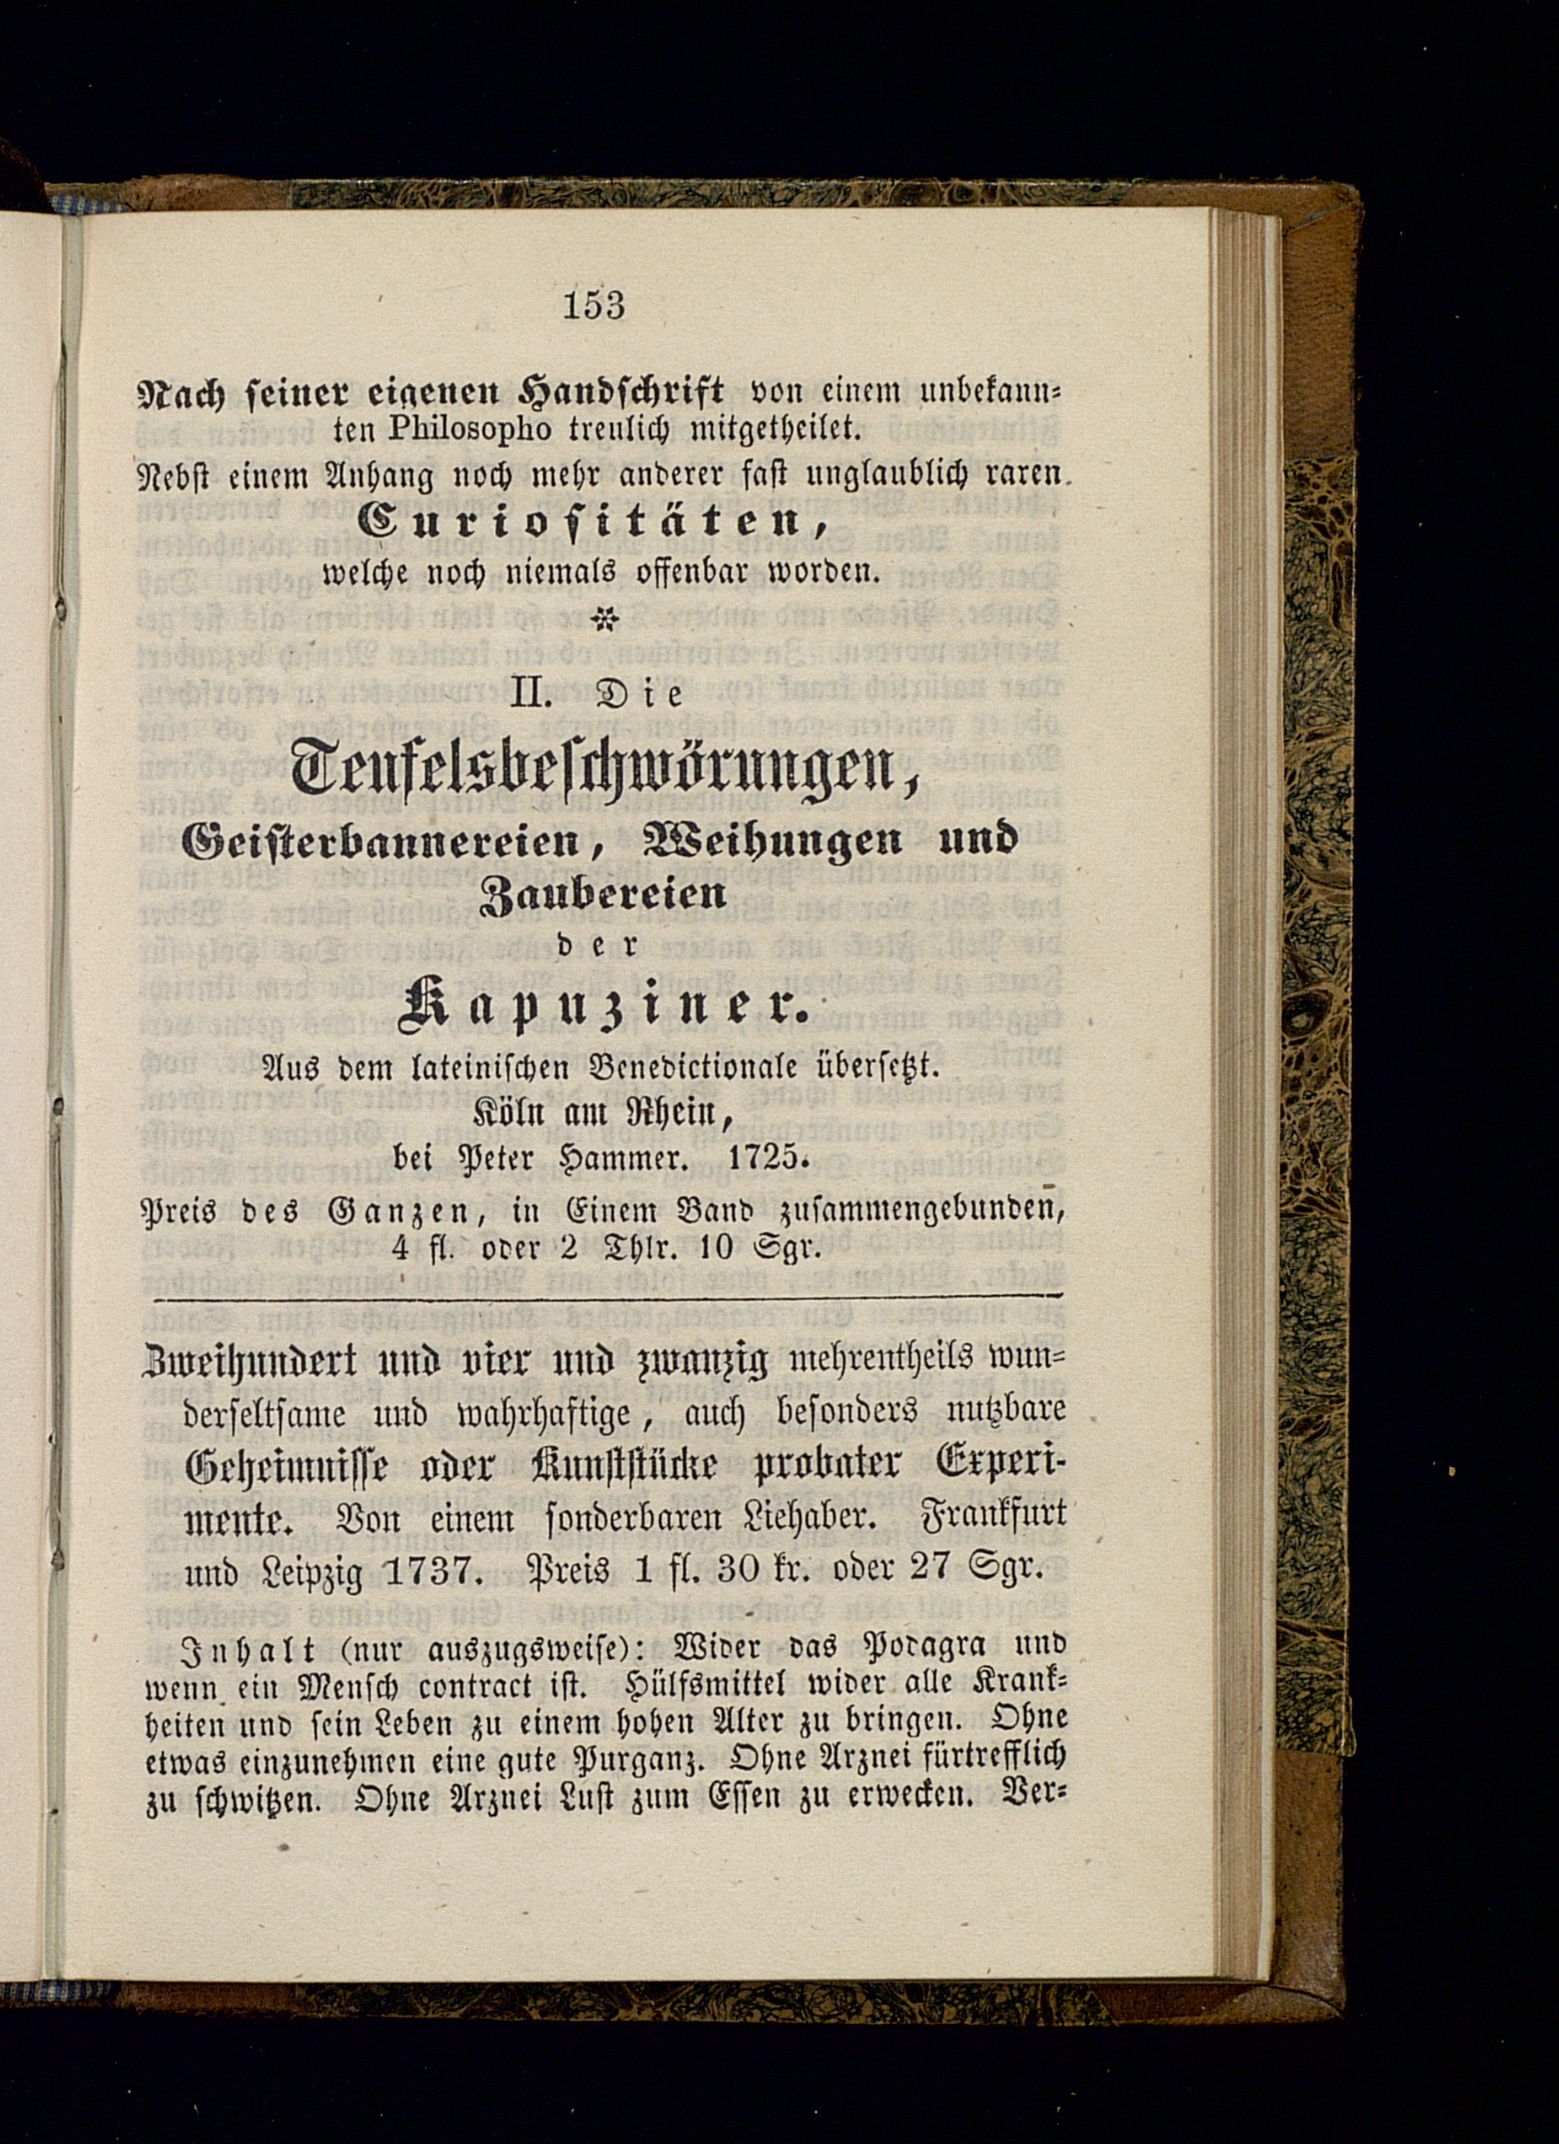 153
Nach seiner eigenen Handschrift von einem unbekann-
ten Philosopho treulich mitgetheilet.
Nebst einem Anhang noch mehr anderer fast unglaublich raren
Curiositäten,
welche noch niemals offenbar worden.
II. Die
Teufelsbeschwörungen,
Geisterbannereien, Weihungen und
Zaubereien
der
Kapuziner.
Aus dem lateinischen Benedictionale übersetzt.
Köln am Rhein,
bei Peter Hammer. 1725.
Preis des Ganzen, in Einem Band zusammengebunden,
4 fl. oder 2 Thlr. 10 Sgr.
Zweihundert und vier und zwanzig mehrentheils wun-
derseltsame und wahrhaftige, auch besonders nutzbare
Geheimnisse oder Kunststücke probater Experi-
mente. Von einem sonderbaren Liehaber. Frankfurt
und Leipzig 1737. Preis 1 fl. 30 kr. oder 27 Sgr.
Inhalt (nur auszugsweise): Wider das Podagra und
wenn ein Mensch contract ist. Hülfsmittel wider alle Krank-
heiten und sein Leben zu einem hohen Alter zu bringen. Ohne
etwas einzunehmen eine gute Purganz. Ohne Arznei fürtrefflich
zu schwitzen. Ohne Arznei Lust zum Essen zu erwecken. Ver-